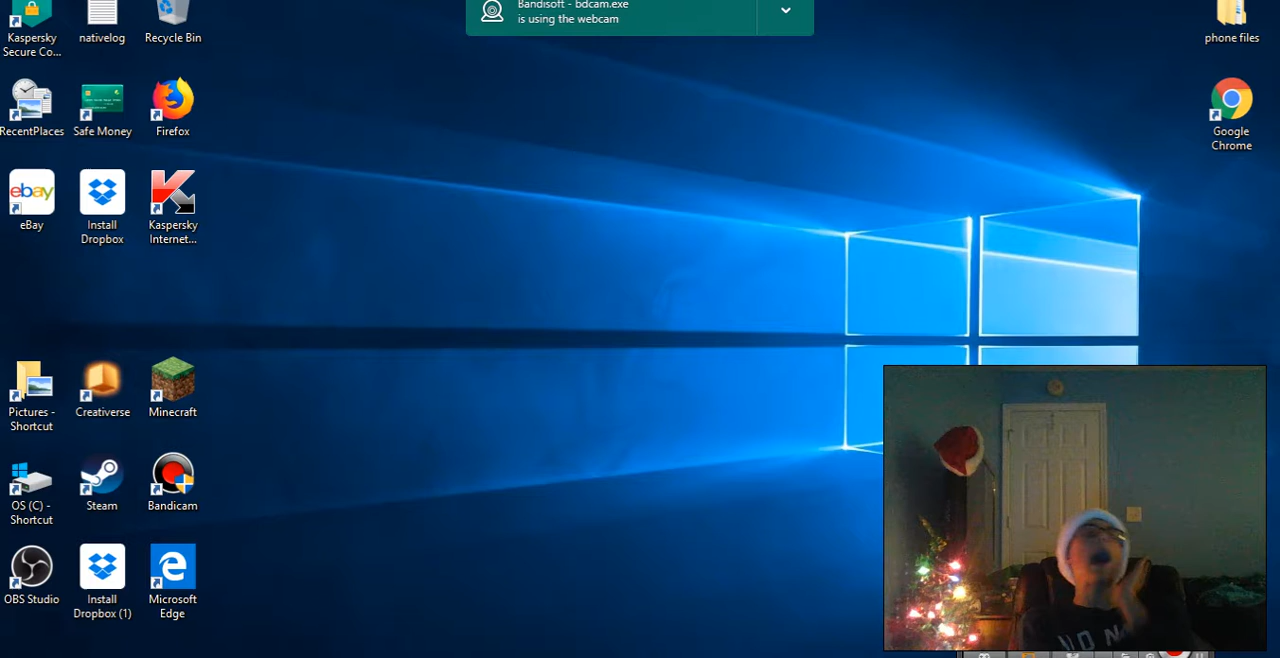 Bandisoft - bdcam.exe
is using the webcam
Kaspersky
Secure Co...
nativelog
Recycle Bin
phone files
RecentPlaces
Safe Money
Firefox
Google
Chrome
ebay
eBay
Install
Dropbox
Kaspersky
Internet...
Pictures -
Shortcut
Creativerse
Minecraft
OS (C) -
Shortcut
Steam
Bandicam
OBS Studio
Install
Dropbox (1)
Microsoft
Edge